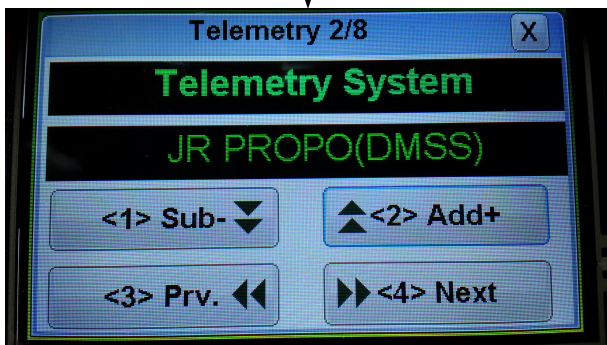 Telemetry 2/8 X
Telemetry System
JR PROPO(DMSS)
<1> Sub- <2> Add+
<3> Prv. <4> Next